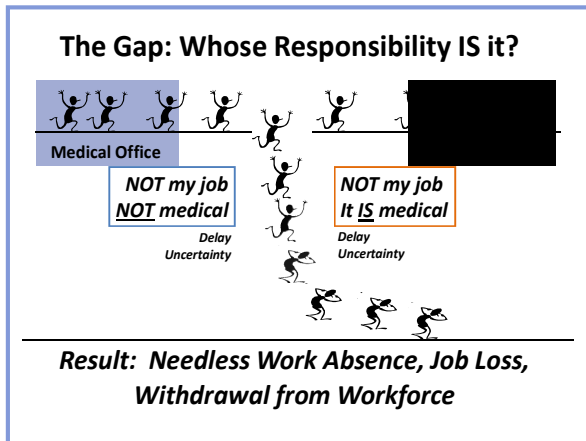 The Gap: Whose Responsibility IS it?
Medical Office
NOT my job
NOT medical
Delay
Uncertainty
NOT my job
It IS medical
Delay
Uncertainty
Result: Needless Work Absence, Job Loss,
Withdrawal from Workforce